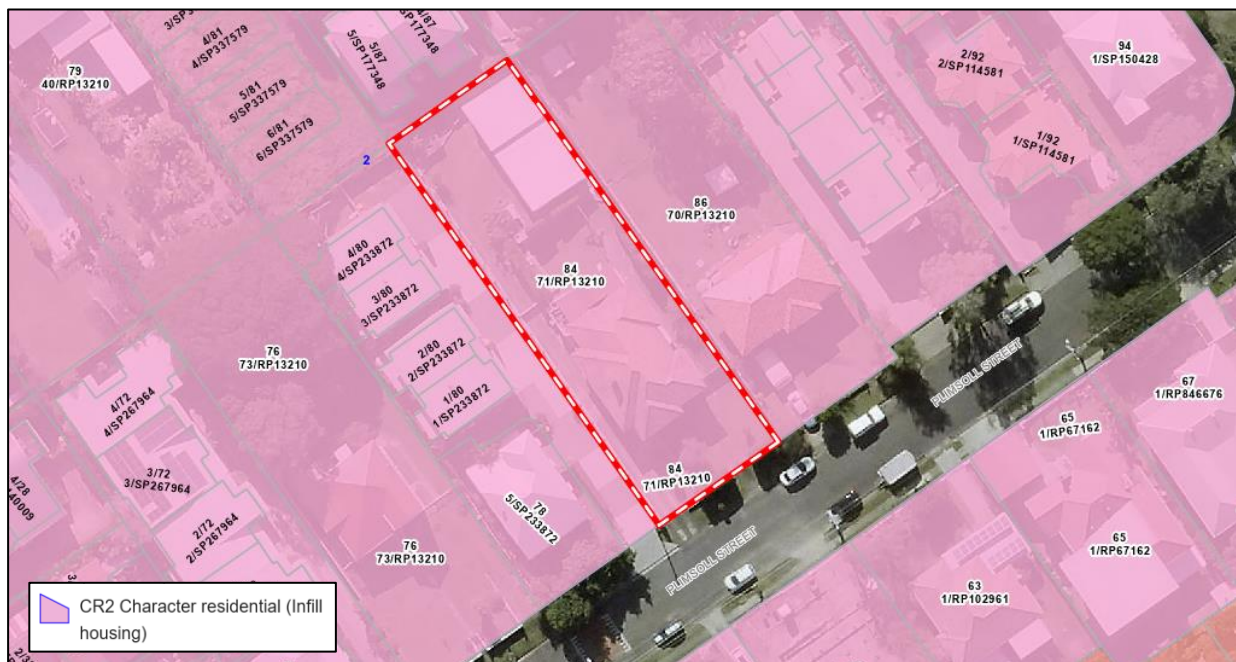 4/87
5/SP177348
5/87
5/SP177348
4/81
4/SP337579
5/81
5/SP337579
6/81
6/SP337579
79
40/RP13210
2
2/92
2/SP114581
94
1/SP150428
1/92
1/SP114581
86
70/RP13210
84
71/RP13210
4/80
4/SP233872
3/80
3/SP233872
2/80
2/SP233872
1/80
1/SP233872
76
73/RP13210
4/72
4/SP267964
3/72
3/SP267964
2/72
2/SP267964
4/28
84
71/RP13210
78
5/SP233872
76
73/RP13210
PLIMSOLL STREET
PLIMSOLL STREET
67
1/RP846676
65
1/RP67162
65
1/RP67162
63
1/RP102961
CR2 Character residential (Infill
housing)